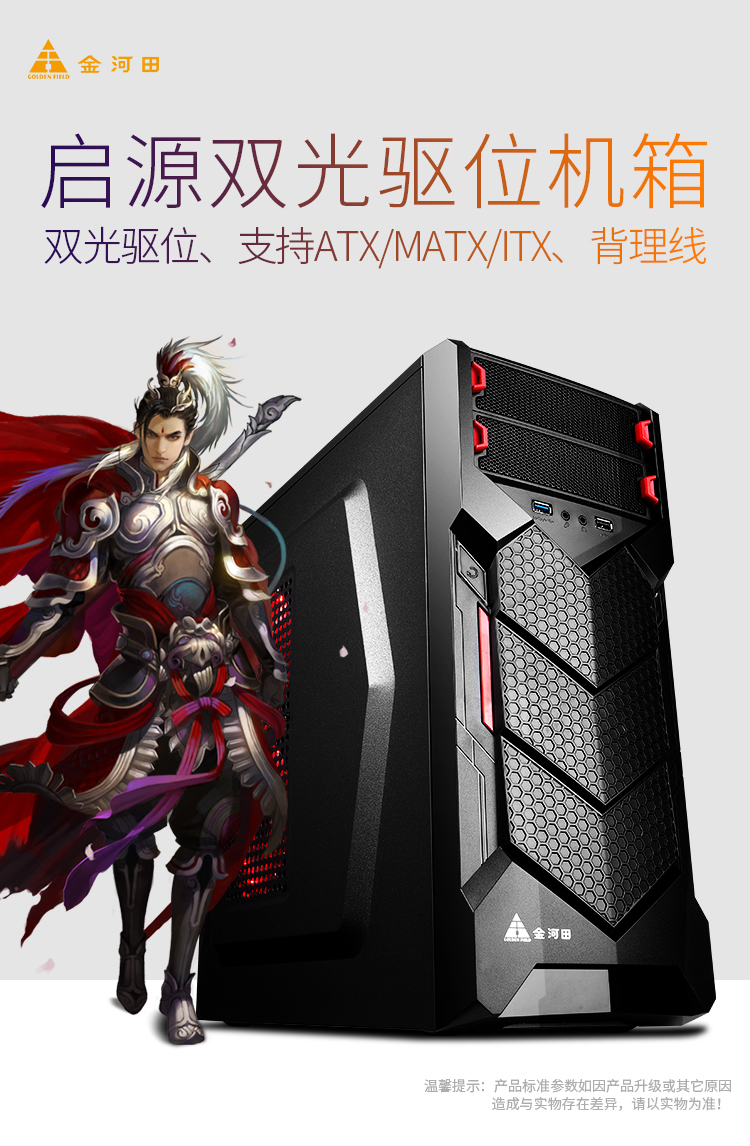 金河田
GOLDEN FIELD
启源双光驱位机箱
双光驱位、支持ATX/MATX/ITX、背理线
金河田
GOLDEN FIELD
温馨提示：产品标准参数如因产品升级或其它原因
造成与实物存在差异，请以实物为准！